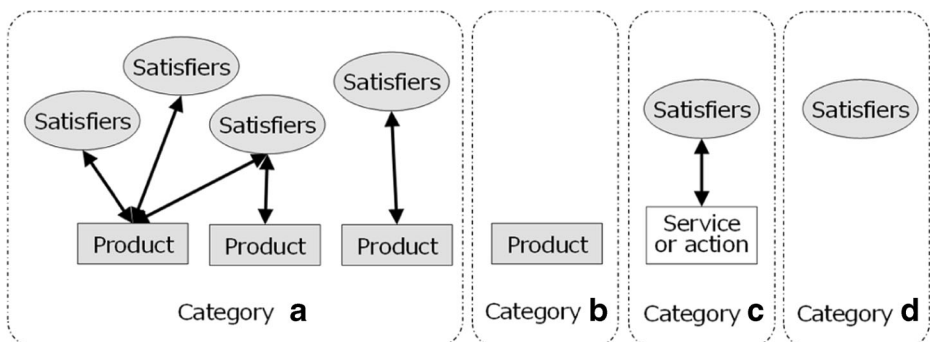 Satisfiers
Satisfiers
Satisfiers
Satisfiers
Satisfiers
Satisfiers
Product
Product
Product
Product
Service
or action
Category a
Category b
Category c
Category d